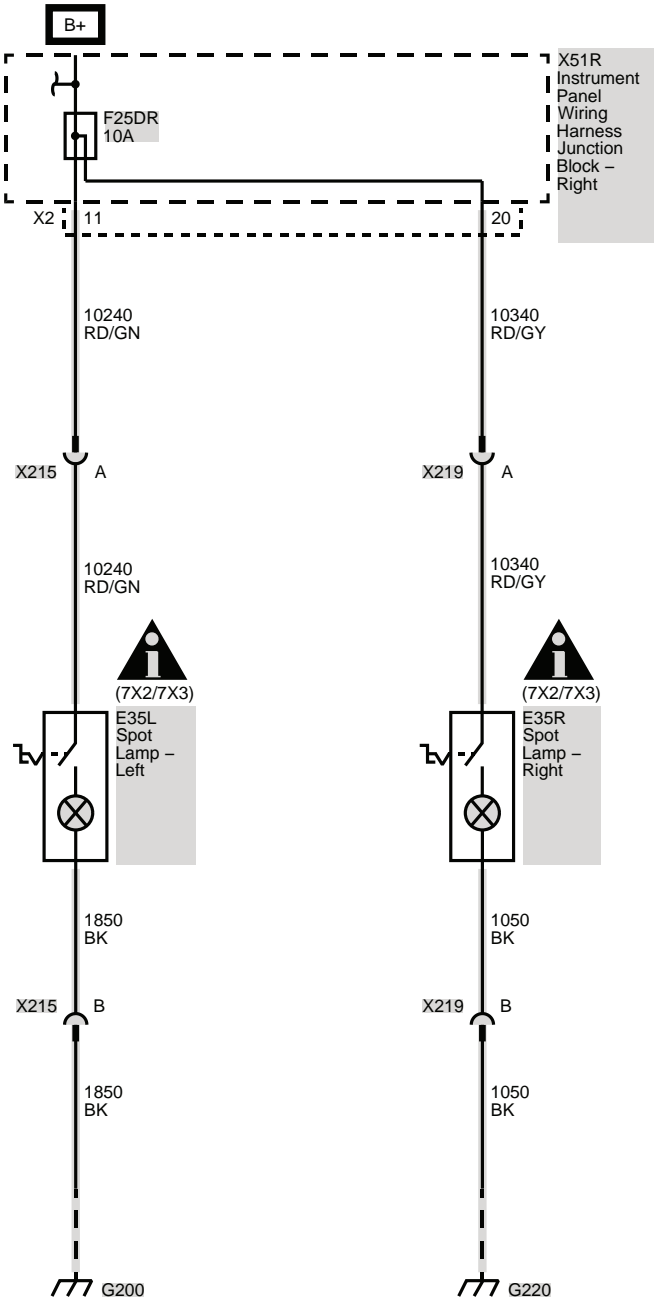 B+
X51R
Instrument
Panel
Wiring
Harness
Junction
Block –
Right
F25DR
10A
X2 11 20
10240
RD/GN
10340
RD/GY
X215 A
X219 A
10240
RD/GN
10340
RD/GY
i
(7X2/7X3)
i
(7X2/7X3)
E35L
Spot
Lamp –
Left
E35R
Spot
Lamp –
Right
1850
BK
1050
BK
X215 B
X219 B
1850
BK
1050
BK
G200
G220